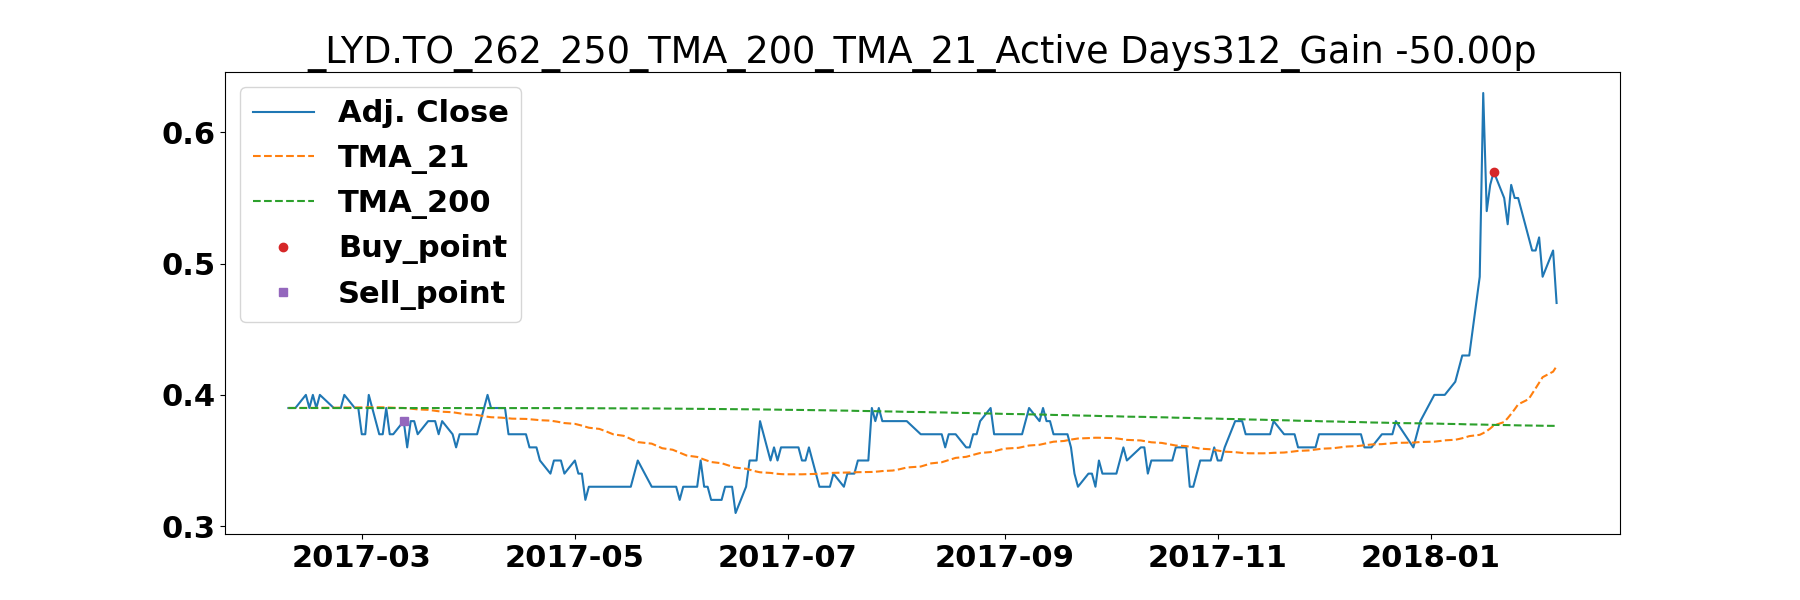 _LYD.TO_262_250_TMA_200_TMA_21_Active Days312_Gain -50.00p
Adj. Close
TMA_21
TMA_200
Buy_point
Sell_point
0.6
0.5
0.4
0.3
2017-03 2017-05 2017-07 2017-09 2017-11 2018-01